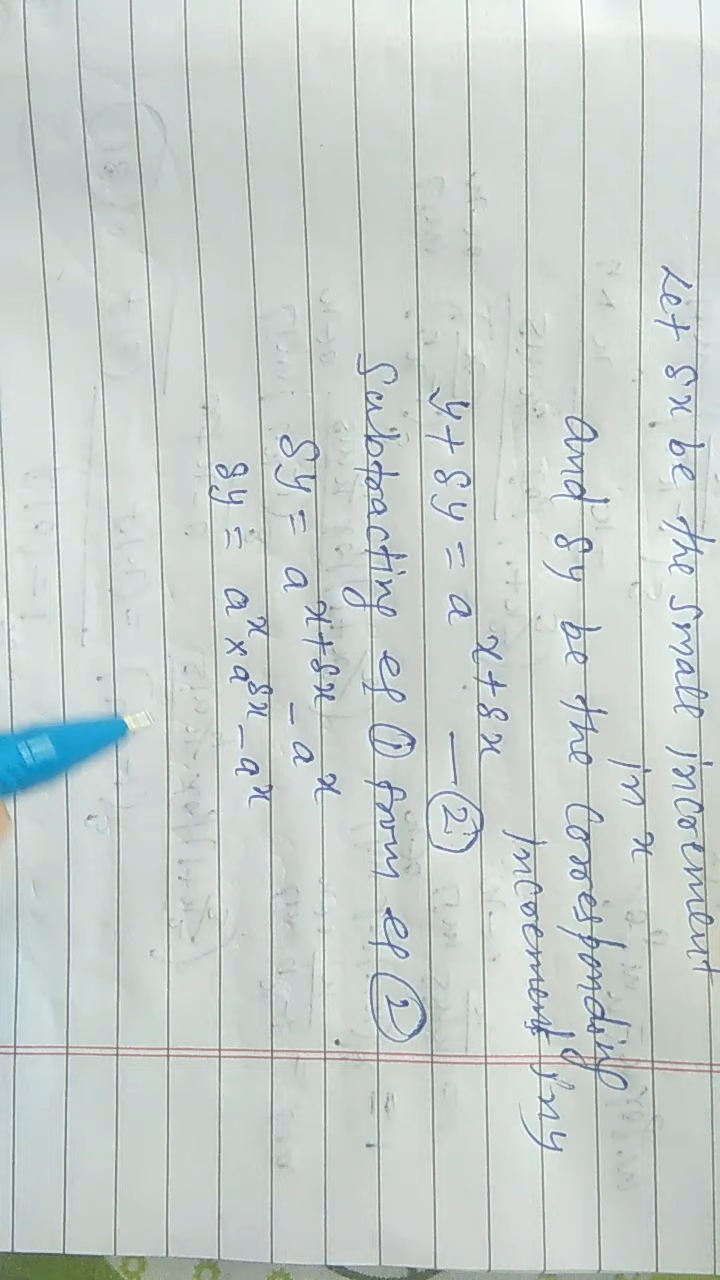 Let δx be the small increment
in x
and δy be the corresponding
increment in y
y + δy = a^(x+δx) — ②
Subtracting eq ① from eq ②
δy = a^(x+δx) - a^x
δy = a^x × a^δx - a^x